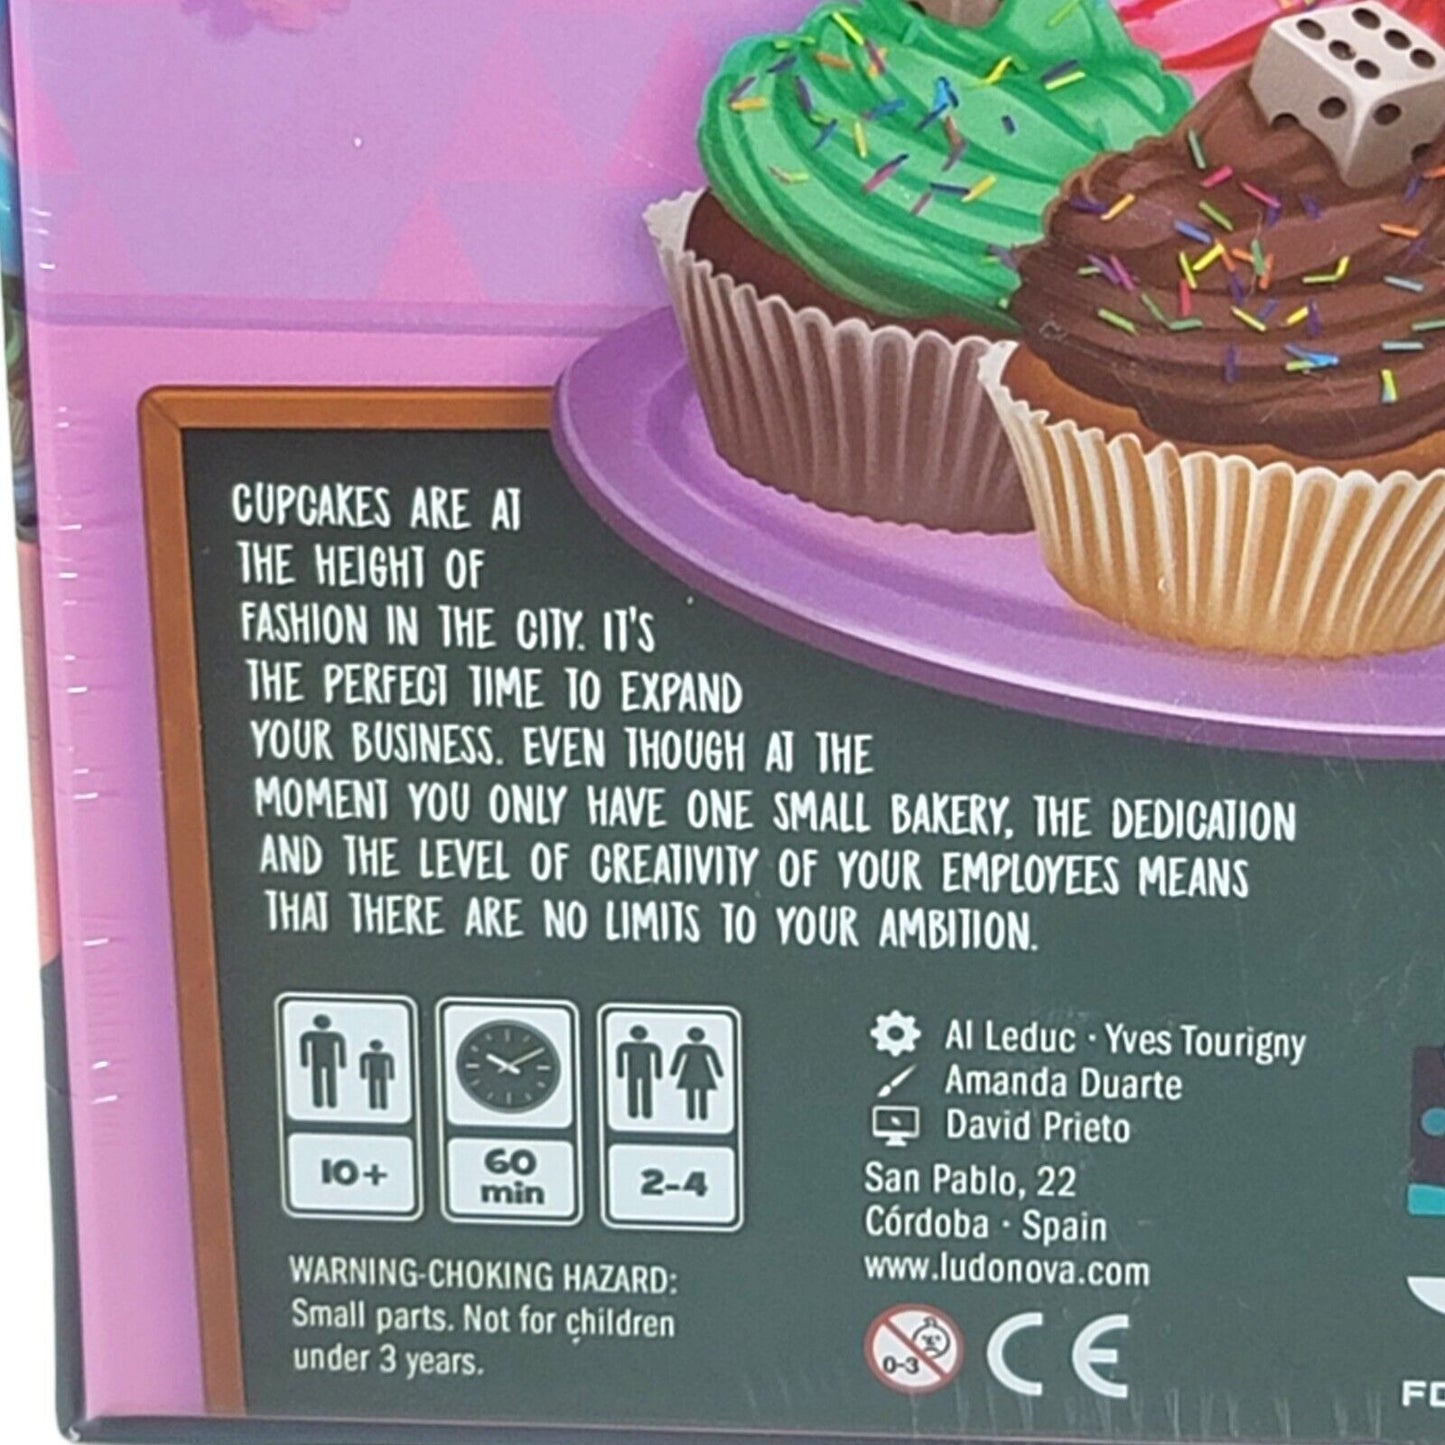 CUPCAKES ARE AT
THE HEIGHT OF
FASHION IN THE CITY. IT'S
THE PERFECT TIME TO EXPAND
YOUR BUSINESS. EVEN THOUGH AT THE
MOMENT YOU ONLY HAVE ONE SMALL BAKERY, THE DEDICATION
AND THE LEVEL OF CREATIVITY OF YOUR EMPLOYEES MEANS
THAT THERE ARE NO LIMITS TO YOUR AMBITION.
10+
60
min
2-4
WARNING-CHOKING HAZARD:
Small parts. Not for children
under 3 years.
Al Leduc · Yves Tourigny
Amanda Duarte
David Prieto
San Pablo, 22
Córdoba · Spain
www.ludonova.com
0-3
CE